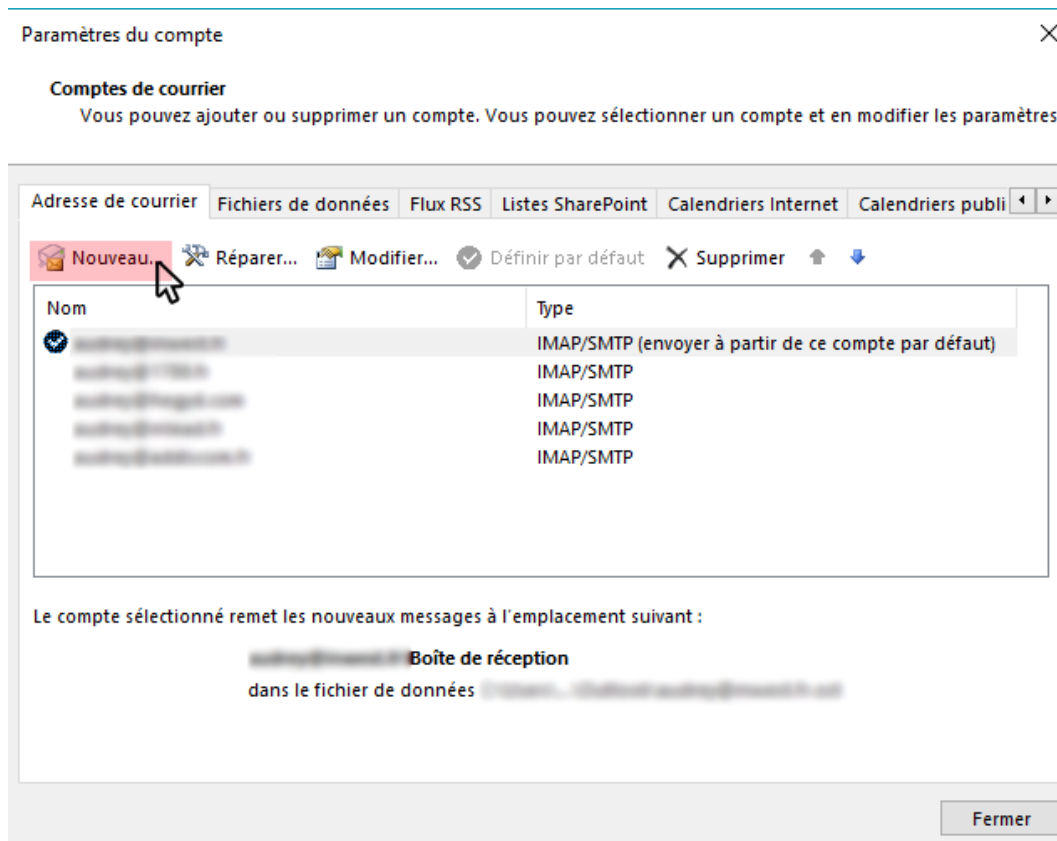 Paramètres du compte
Comptes de courrier
Vous pouvez ajouter ou supprimer un compte. Vous pouvez sélectionner un compte et en modifier les paramètres
Adresse de courrier Fichiers de données Flux RSS Listes SharePoint Calendriers Internet Calendriers publi
Nouveau... Réparer... Modifier... Définir par défaut Supprimer
Nom Type
IMAP/SMTP (envoyer à partir de ce compte par défaut)
IMAP/SMTP
IMAP/SMTP
IMAP/SMTP
IMAP/SMTP
Le compte sélectionné remet les nouveaux messages à l'emplacement suivant :
Boîte de réception
dans le fichier de données
Fermer